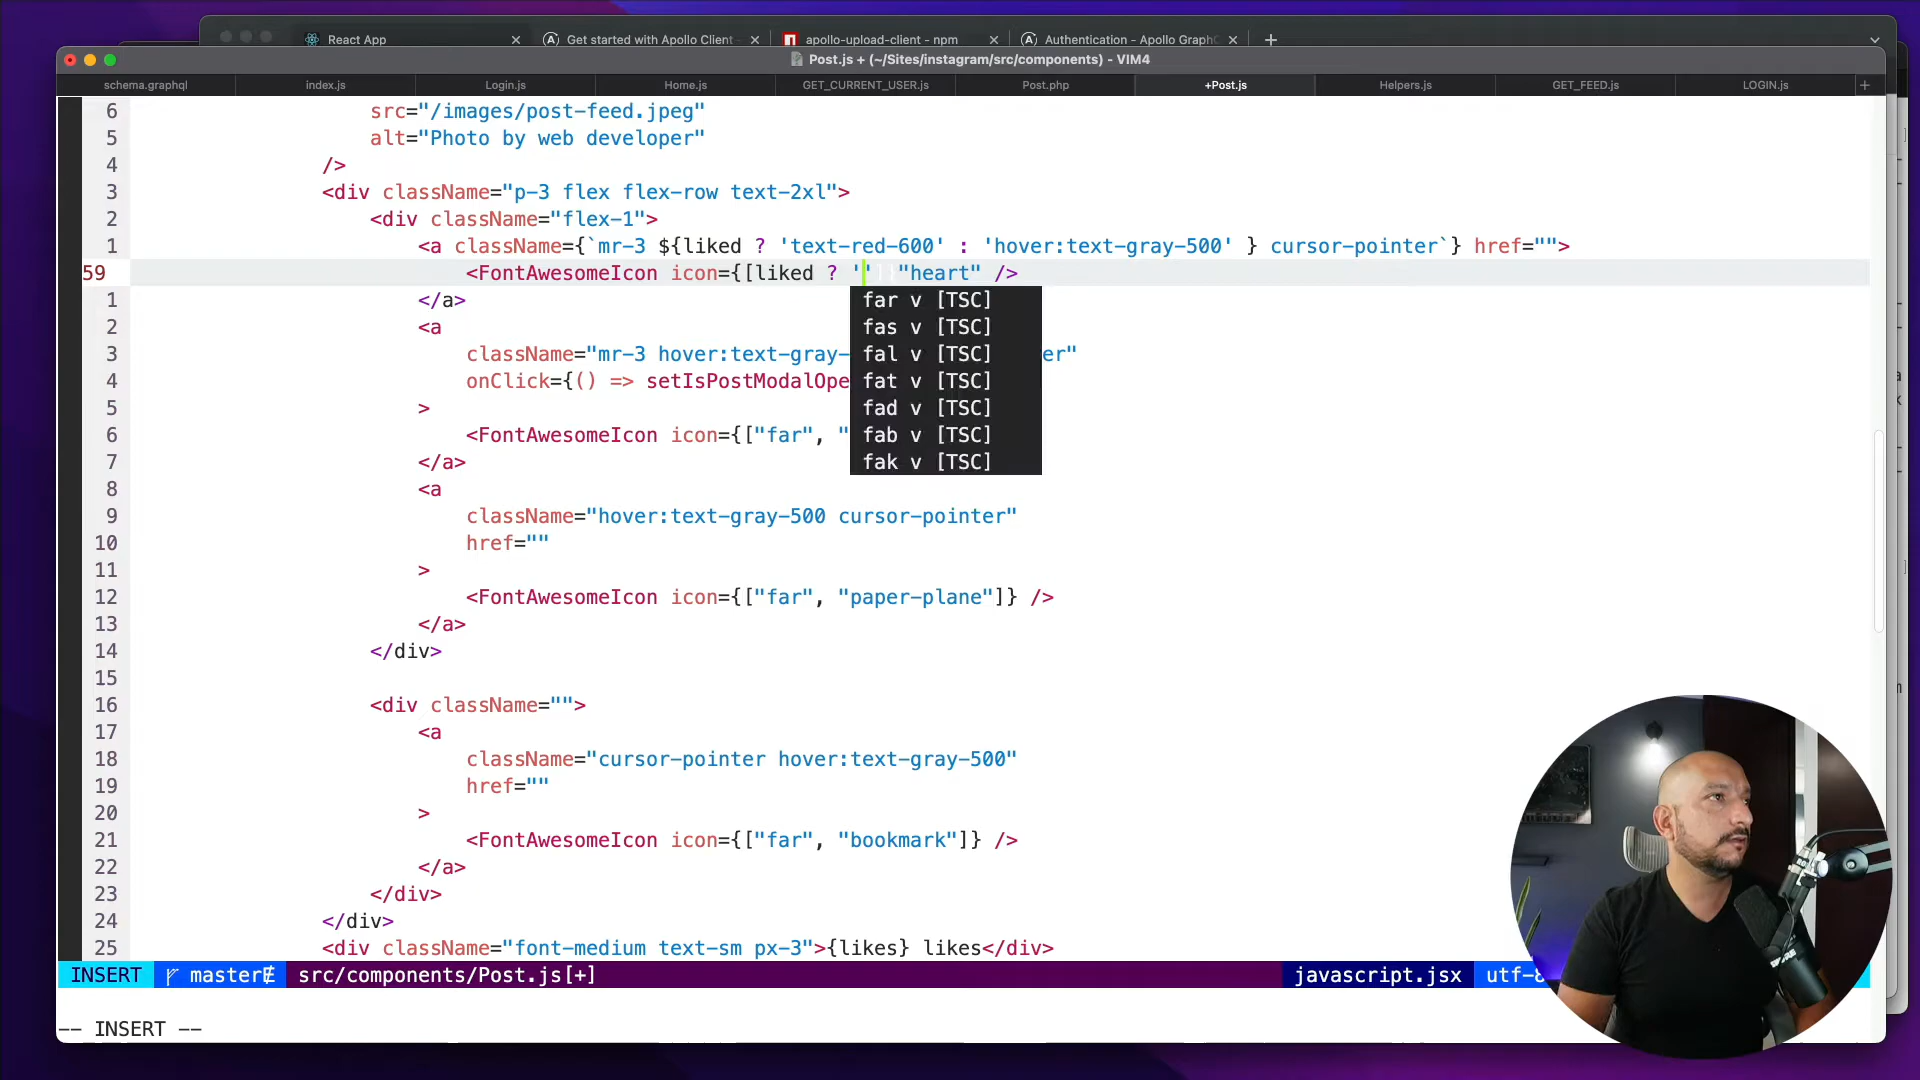 React App
Get started with Apollo Client
apollo-upload-client - npm
Authentication - Apollo GraphQ
Post.js + (~/Sites/instagram/src/components) - VIM4
schema.graphql
index.js
Login.js
Home.js
GET_CURRENT_USER.js
Post.php
+Post.js
Helpers.js
GET_FEED.js
LOGIN.js
6 src="/images/post-feed.jpeg"
5 alt="Photo by web developer"
4 />
3 <div className="p-3 flex flex-row text-2xl">
2 <div className="flex-1">
1 <a className={`mr-3 ${liked ? 'text-red-600' : 'hover:text-gray-500' } cursor-pointer`} href="">
59 <FontAwesomeIcon icon={[liked ? '']}"heart" />
1 </a>
far v [TSC]
2 <a
fas v [TSC]
3 className="mr-3 hover:text-gray-
fal v [TSC]
er"
4 onClick={() => setIsPostModalOpe
fat v [TSC]
5 >
fad v [TSC]
6 <FontAwesomeIcon icon={["far", "
fab v [TSC]
7 </a>
fak v [TSC]
8 <a
9 className="hover:text-gray-500 cursor-pointer"
10 href=""
11 >
12 <FontAwesomeIcon icon={["far", "paper-plane"]} />
13 </a>
14 </div>
15
16 <div className="">
17 <a
18 className="cursor-pointer hover:text-gray-500"
19 href=""
20 >
21 <FontAwesomeIcon icon={["far", "bookmark"]} />
22 </a>
23 </div>
24 </div>
25 <div className="font-medium text-sm px-3">{likes} likes</div>
INSERT master src/components/Post.js[+] javascript.jsx utf-8
-- INSERT --